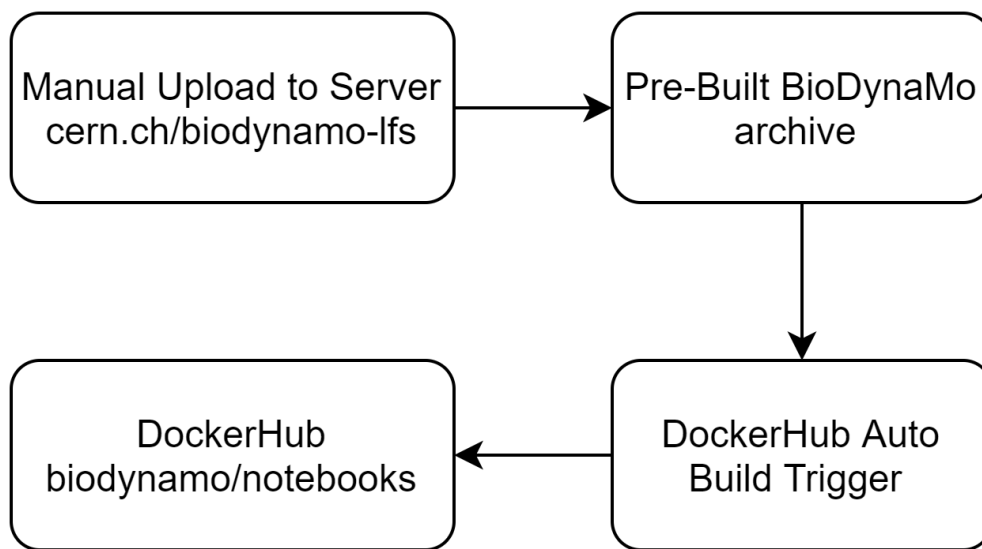 Manual Upload to Server
cern.ch/biodynamo-lfs
Pre-Built BioDynaMo
archive
DockerHub Auto
Build Trigger
DockerHub
biodynamo/notebooks